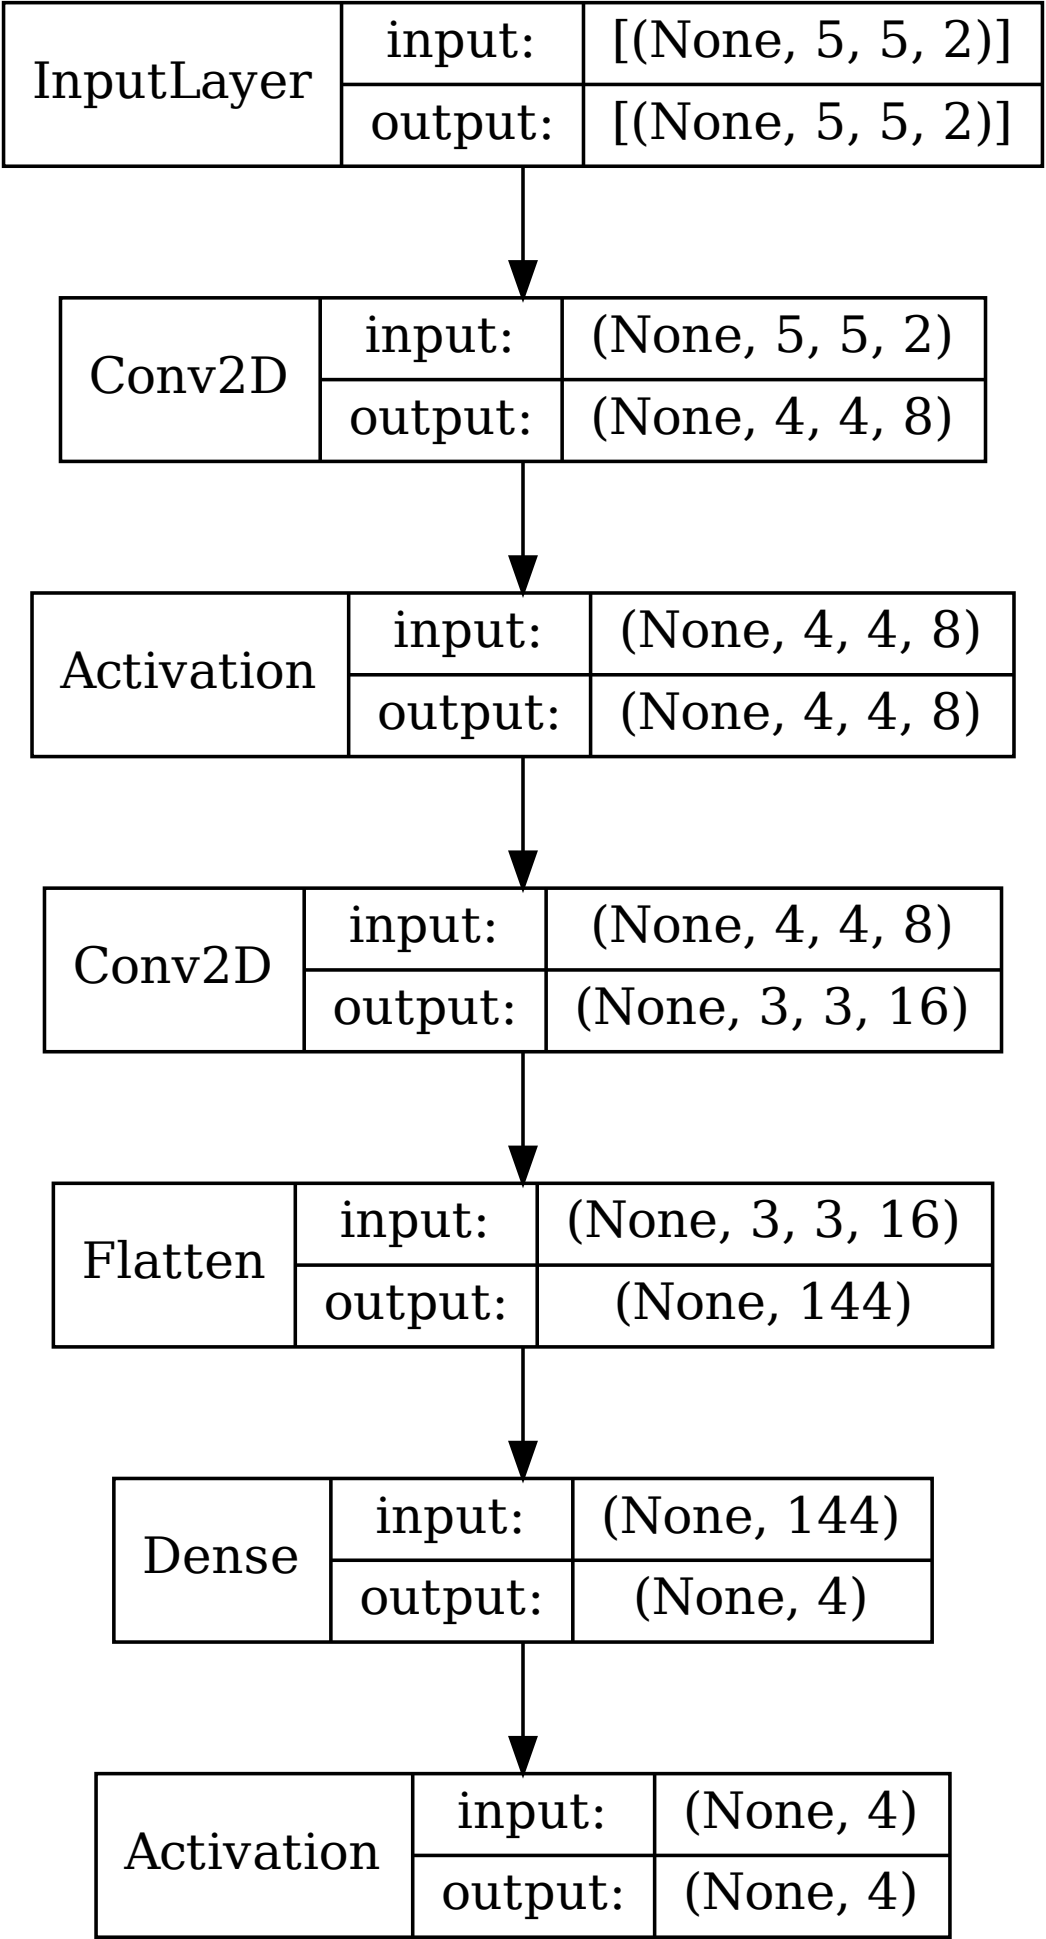 InputLayer
input:
[(None, 5, 5, 2)]
output:
[(None, 5, 5, 2)]
Conv2D
input:
(None, 5, 5, 2)
output:
(None, 4, 4, 8)
Activation
input:
(None, 4, 4, 8)
output:
(None, 4, 4, 8)
Conv2D
input:
(None, 4, 4, 8)
output:
(None, 3, 3, 16)
Flatten
input:
(None, 3, 3, 16)
output:
(None, 144)
Dense
input:
(None, 144)
output:
(None, 4)
Activation
input:
(None, 4)
output:
(None, 4)